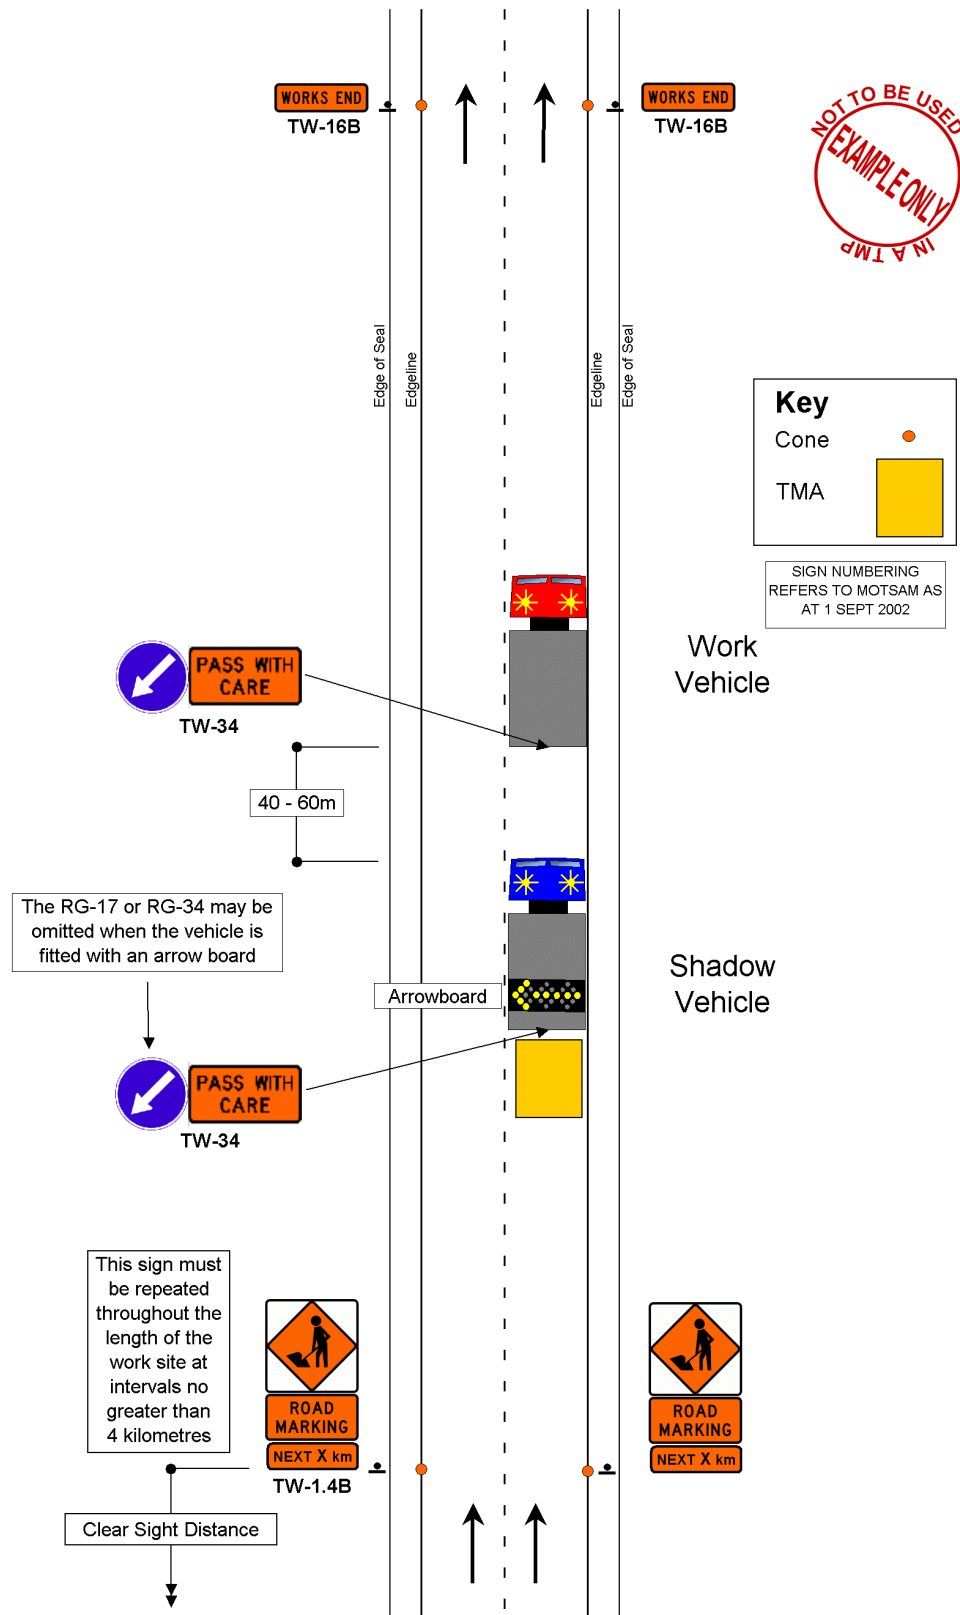 WORKS END
TW-16B
WORKS END
TW-16B
NOT TO BE USED
EXAMPLE ONLY
IN A TMP
Edge of Seal
Edgeline
Edgeline
Edge of Seal
Key
Cone
TMA
SIGN NUMBERING
REFERS TO MOTSAM AS
AT 1 SEPT 2002
Work
Vehicle
PASS WITH
CARE
TW-34
40 - 60m
The RG-17 or RG-34 may be
omitted when the vehicle is
fitted with an arrow board
Arrowboard
Shadow
Vehicle
PASS WITH
CARE
TW-34
This sign must
be repeated
throughout the
length of the
work site at
intervals no
greater than
4 kilometres
ROAD
MARKING
NEXT X km
TW-1.4B
ROAD
MARKING
NEXT X km
Clear Sight Distance